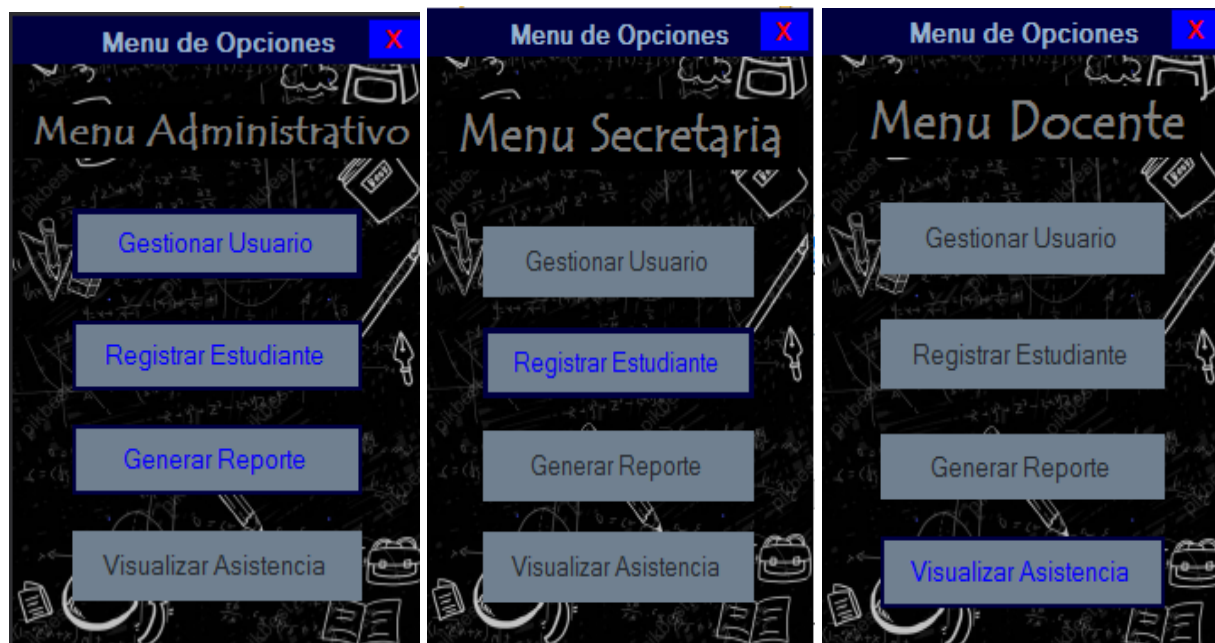 Menu de Opciones
X
Menu Administrativo
Gestionar Usuario
Registrar Estudiante
Generar Reporte
Visualizar Asistencia
Menu de Opciones
X
Menu Secretaria
Gestionar Usuario
Registrar Estudiante
Generar Reporte
Visualizar Asistencia
Menu de Opciones
X
Menu Docente
Gestionar Usuario
Registrar Estudiante
Generar Reporte
Visualizar Asistencia